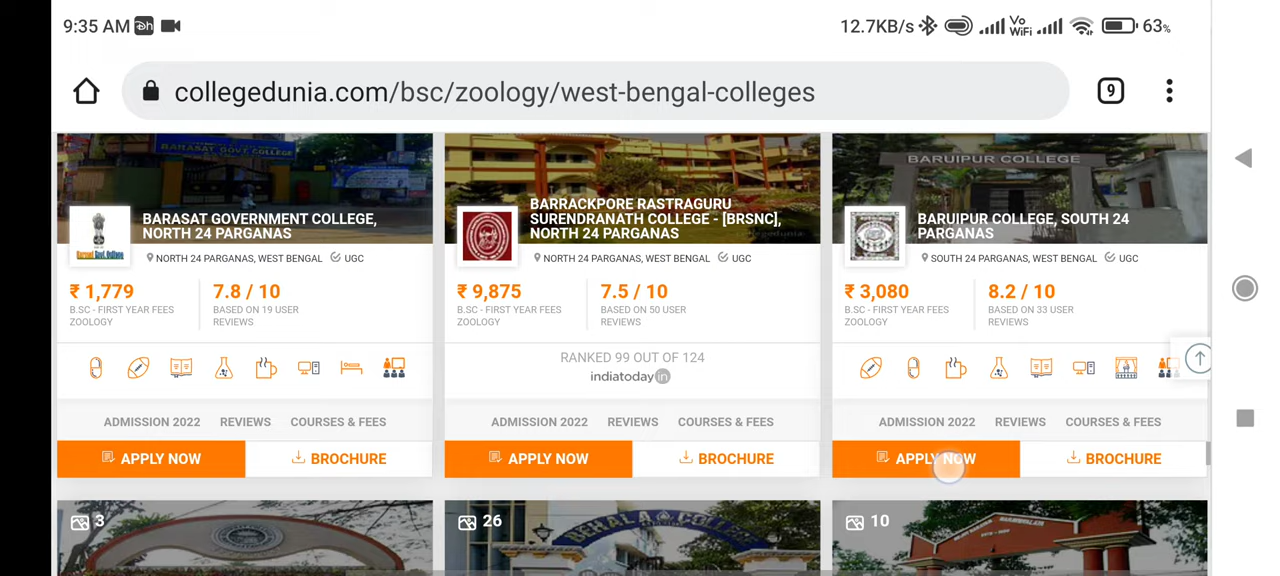 9:35 AM
12.7KB/s Vo WiFi 63%
collegedunia.com/bsc/zoology/west-bengal-colleges
9
BARASAT GOVERNMENT COLLEGE,
NORTH 24 PARGANAS
NORTH 24 PARGANAS, WEST BENGAL UGC
₹ 1,779
B.SC - FIRST YEAR FEES
ZOOLOGY
7.8 / 10
BASED ON 19 USER
REVIEWS
ADMISSION 2022 REVIEWS COURSES & FEES
APPLY NOW BROCHURE
BARRACKPORE RASTRAGURU
SURENDRANATH COLLEGE - [BRSNC],
NORTH 24 PARGANAS
NORTH 24 PARGANAS, WEST BENGAL UGC
₹ 9,875
B.SC - FIRST YEAR FEES
ZOOLOGY
7.5 / 10
BASED ON 50 USER
REVIEWS
RANKED 99 OUT OF 124
indiatoday in
ADMISSION 2022 REVIEWS COURSES & FEES
APPLY NOW BROCHURE
BARUIPUR COLLEGE
BARUIPUR COLLEGE, SOUTH 24
PARGANAS
SOUTH 24 PARGANAS, WEST BENGAL UGC
₹ 3,080
B.SC - FIRST YEAR FEES
ZOOLOGY
8.2 / 10
BASED ON 33 USER
REVIEWS
ADMISSION 2022 REVIEWS COURSES & FEES
APPLY NOW BROCHURE
3
26
BEHALA COLLEGE
10